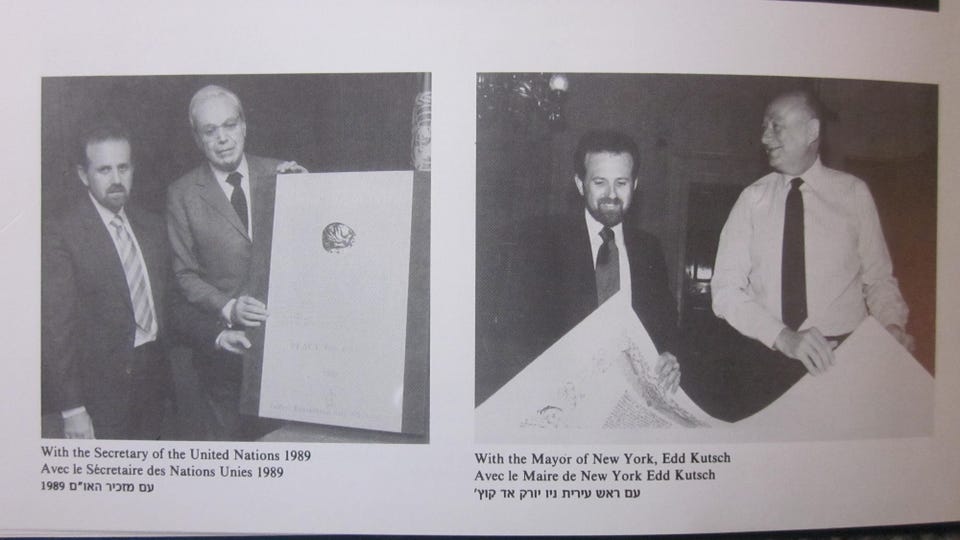 With the Secretary of the United Nations 1989
Avec le Sécretaire des Nations Unies 1989
עם מזכיר האו"ם 1989
With the Mayor of New York, Edd Kutsch
Avec le Maire de New York Edd Kutsch
עם ראש עירית ניו יורק אד קוץ'